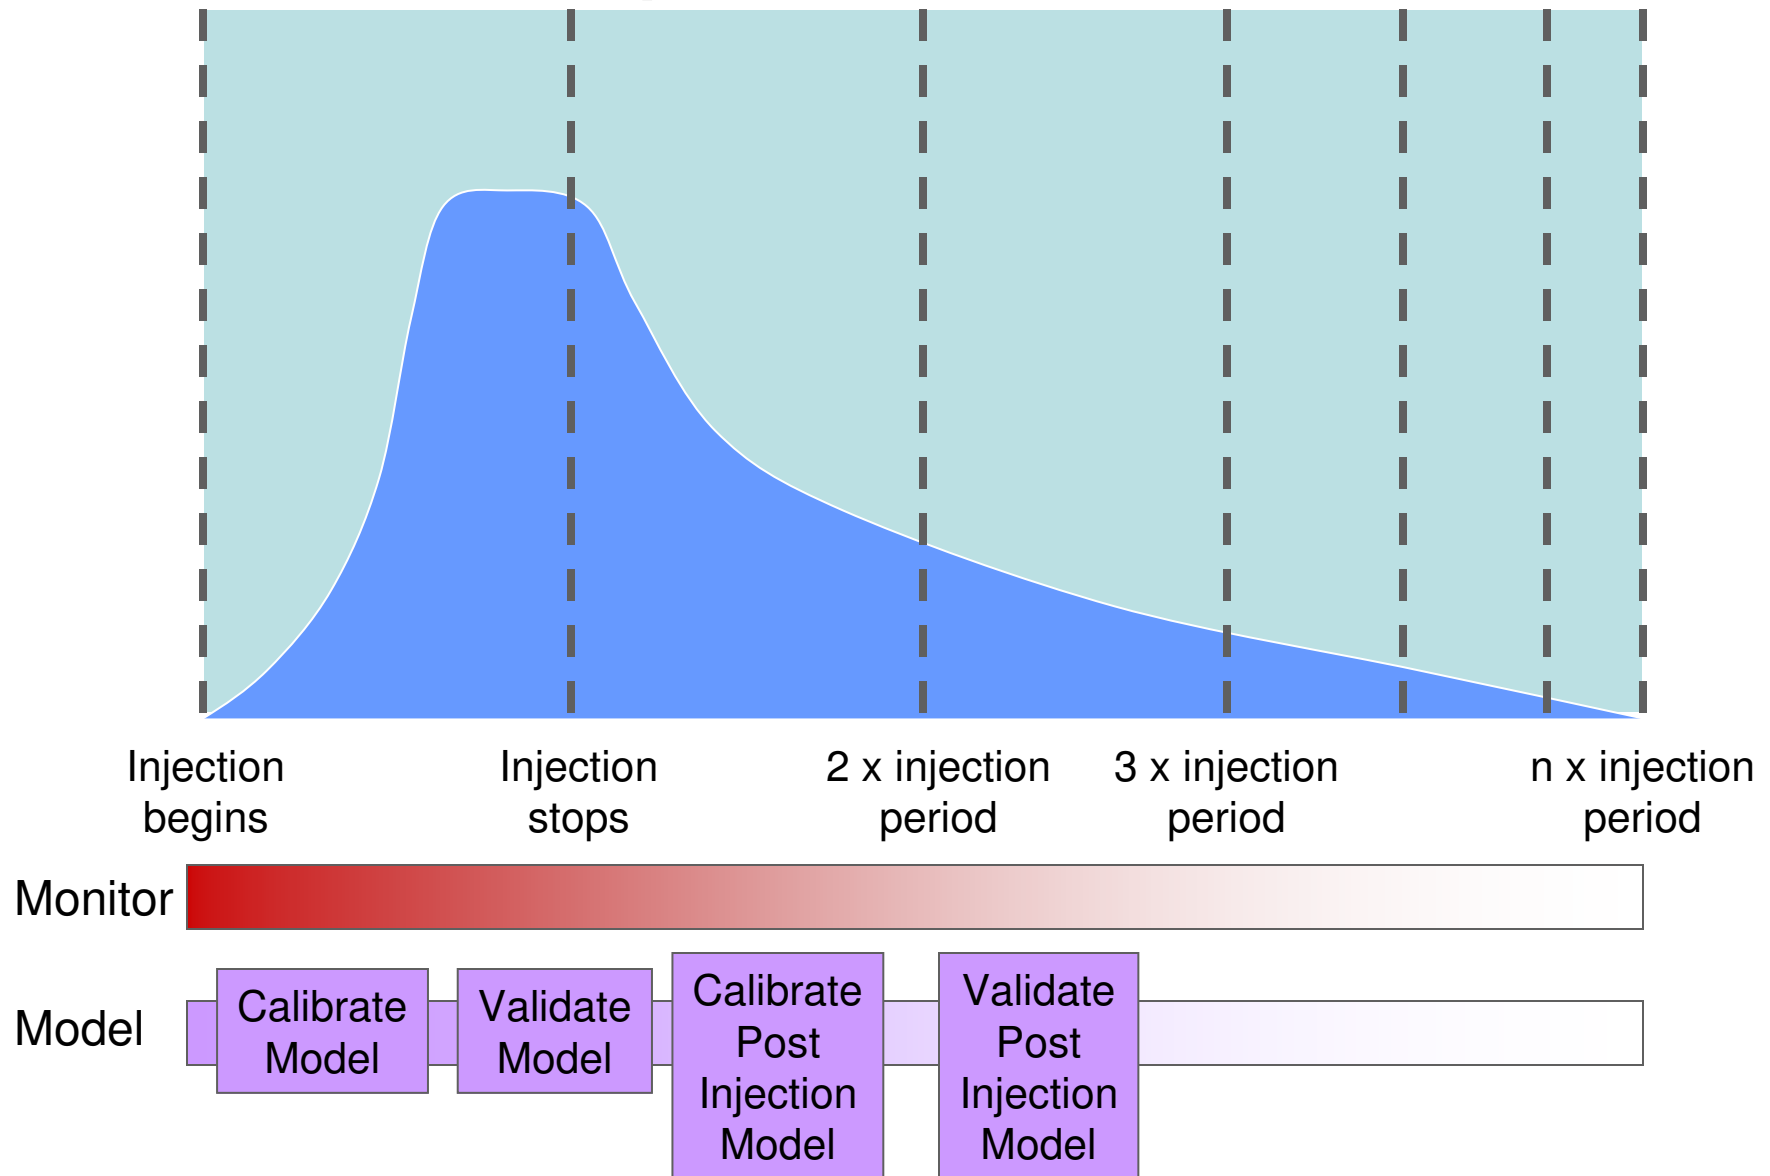 Injection
begins
Injection
stops
2 x injection
period
3 x injection
period
n x injection
period
Monitor
Model
Calibrate
Model
Validate
Model
Calibrate
Post
Injection
Model
Validate
Post
Injection
Model